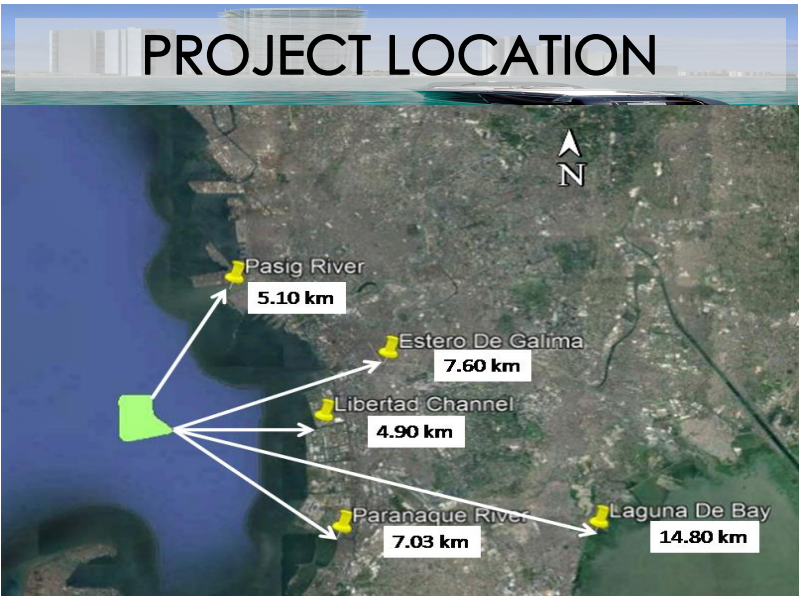 PROJECT LOCATION
N
Pasig River
5.10 km
Estero De Galima
7.60 km
Libertad Channel
4.90 km
Paranaque River
7.03 km
Laguna De Bay
14.80 km